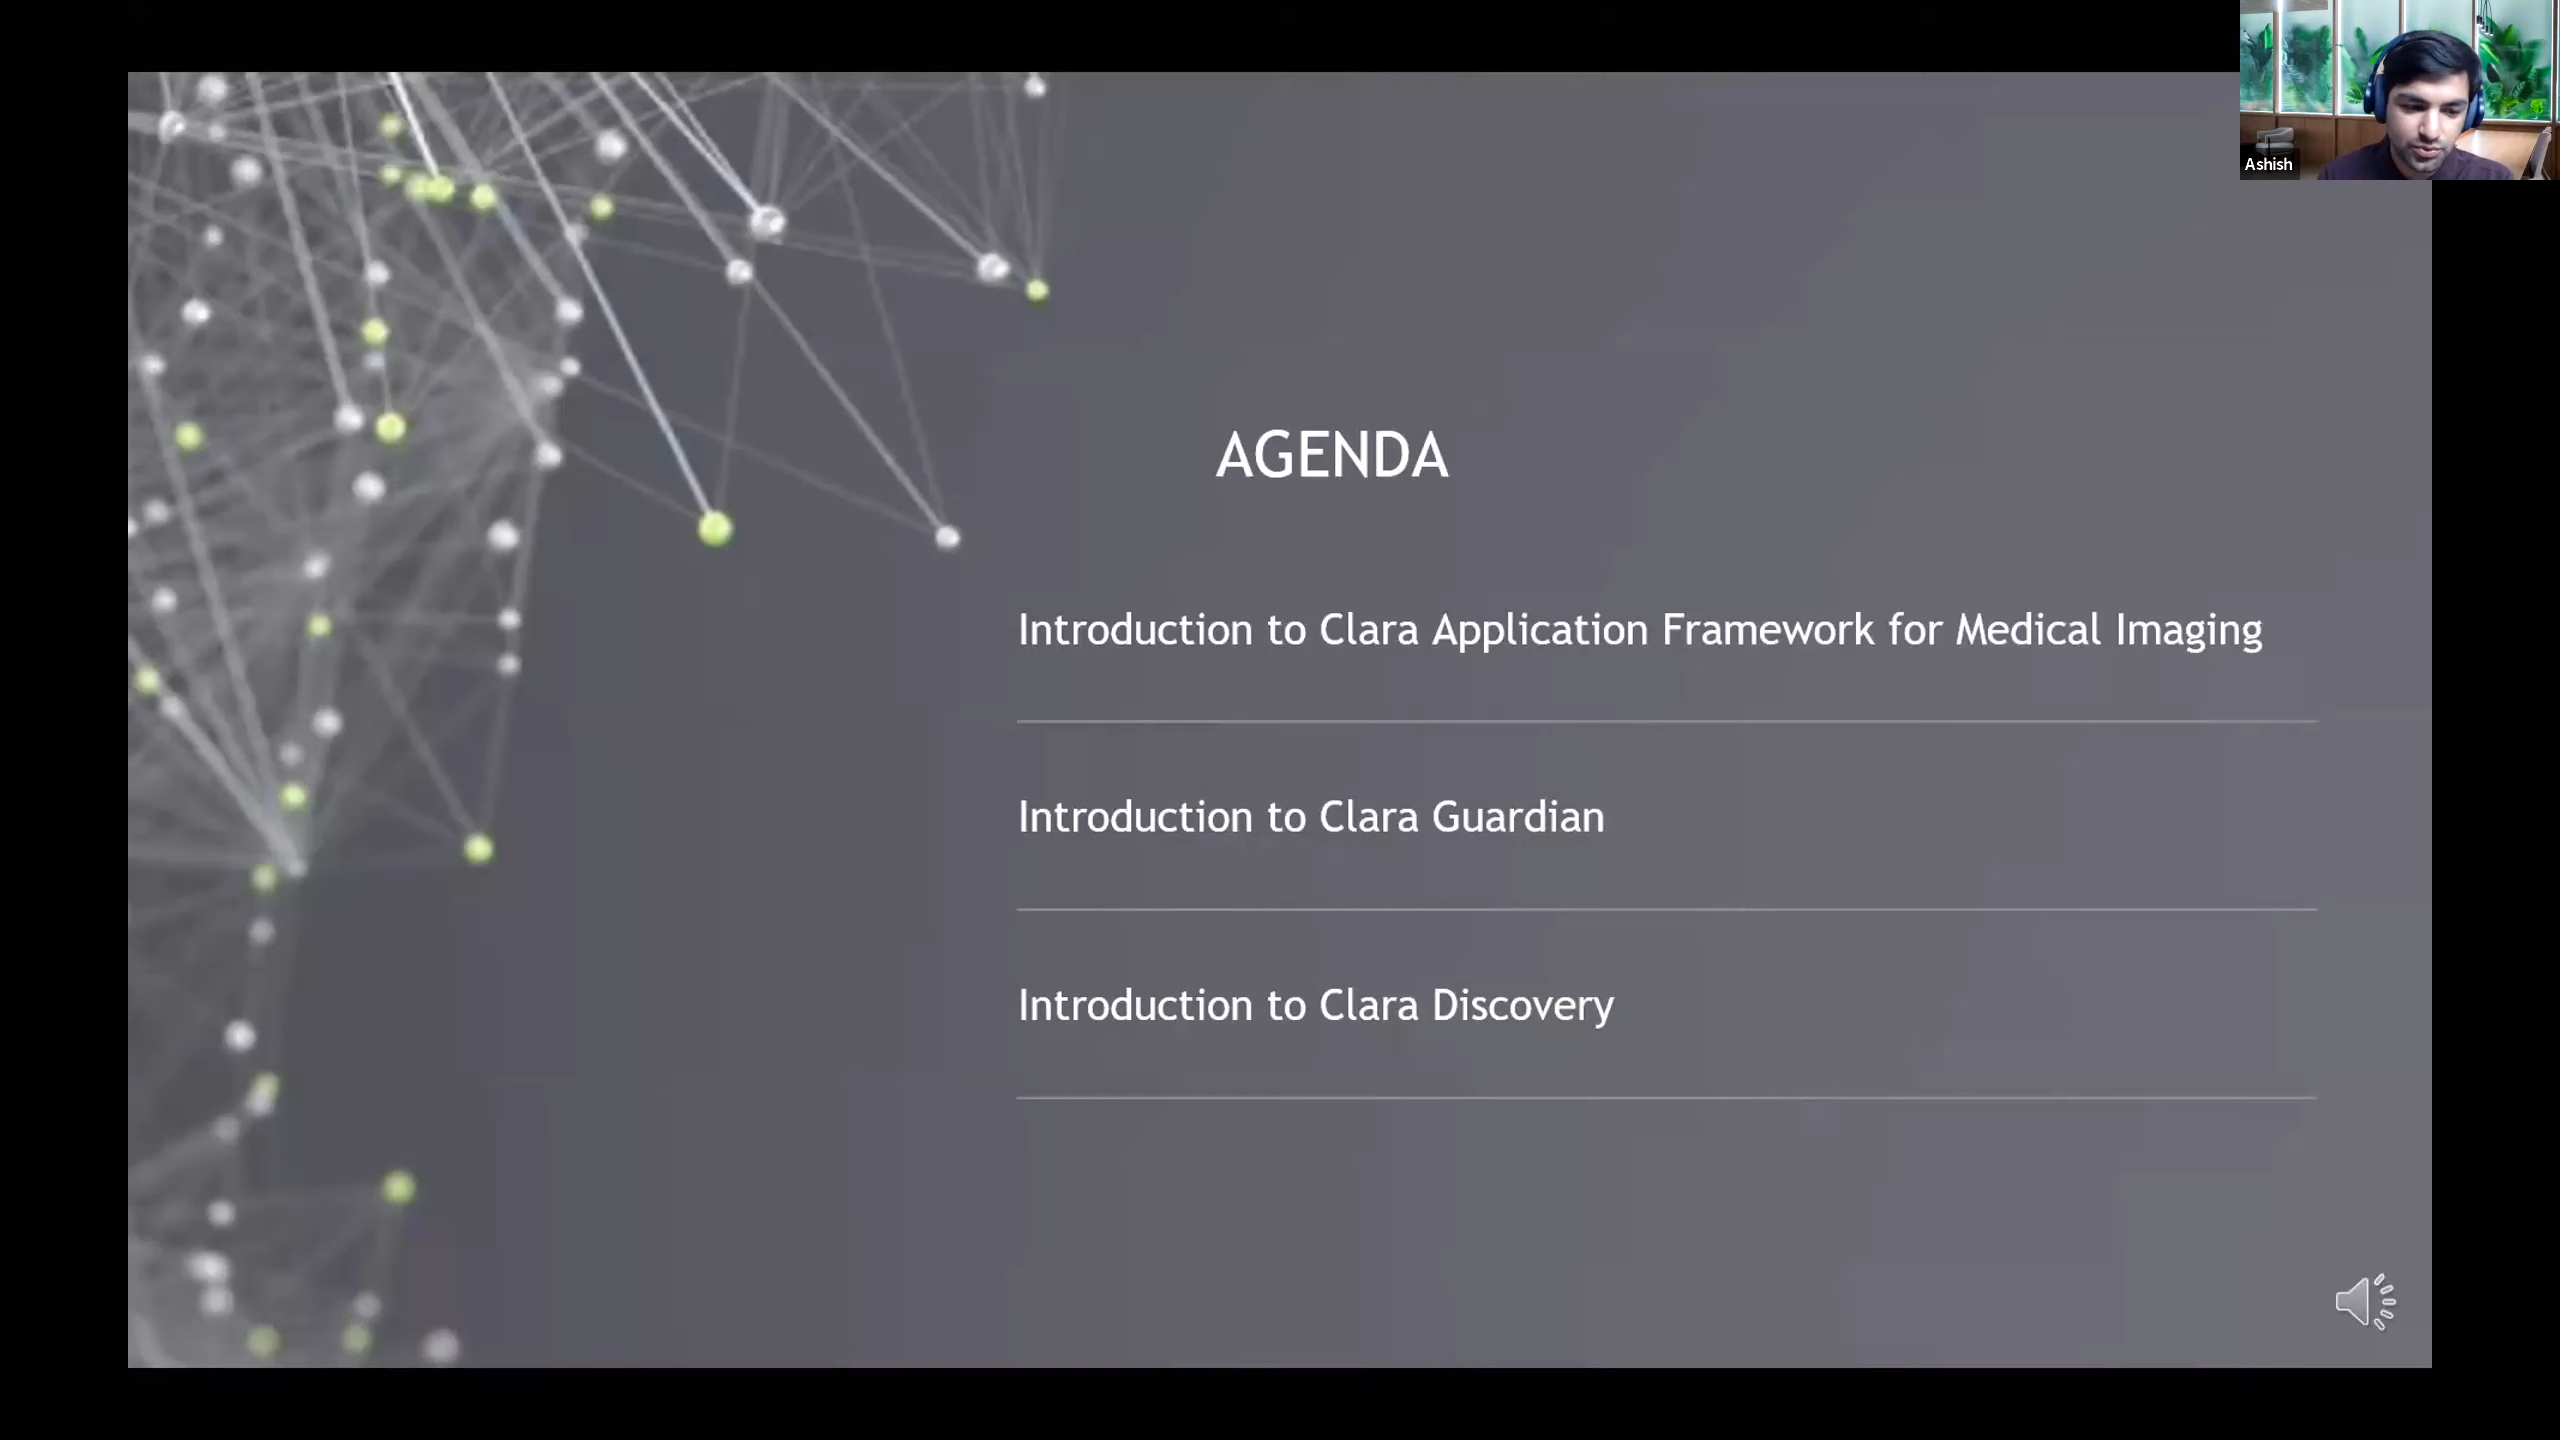 Ashish
AGENDA
Introduction to Clara Application Framework for Medical Imaging
Introduction to Clara Guardian
Introduction to Clara Discovery